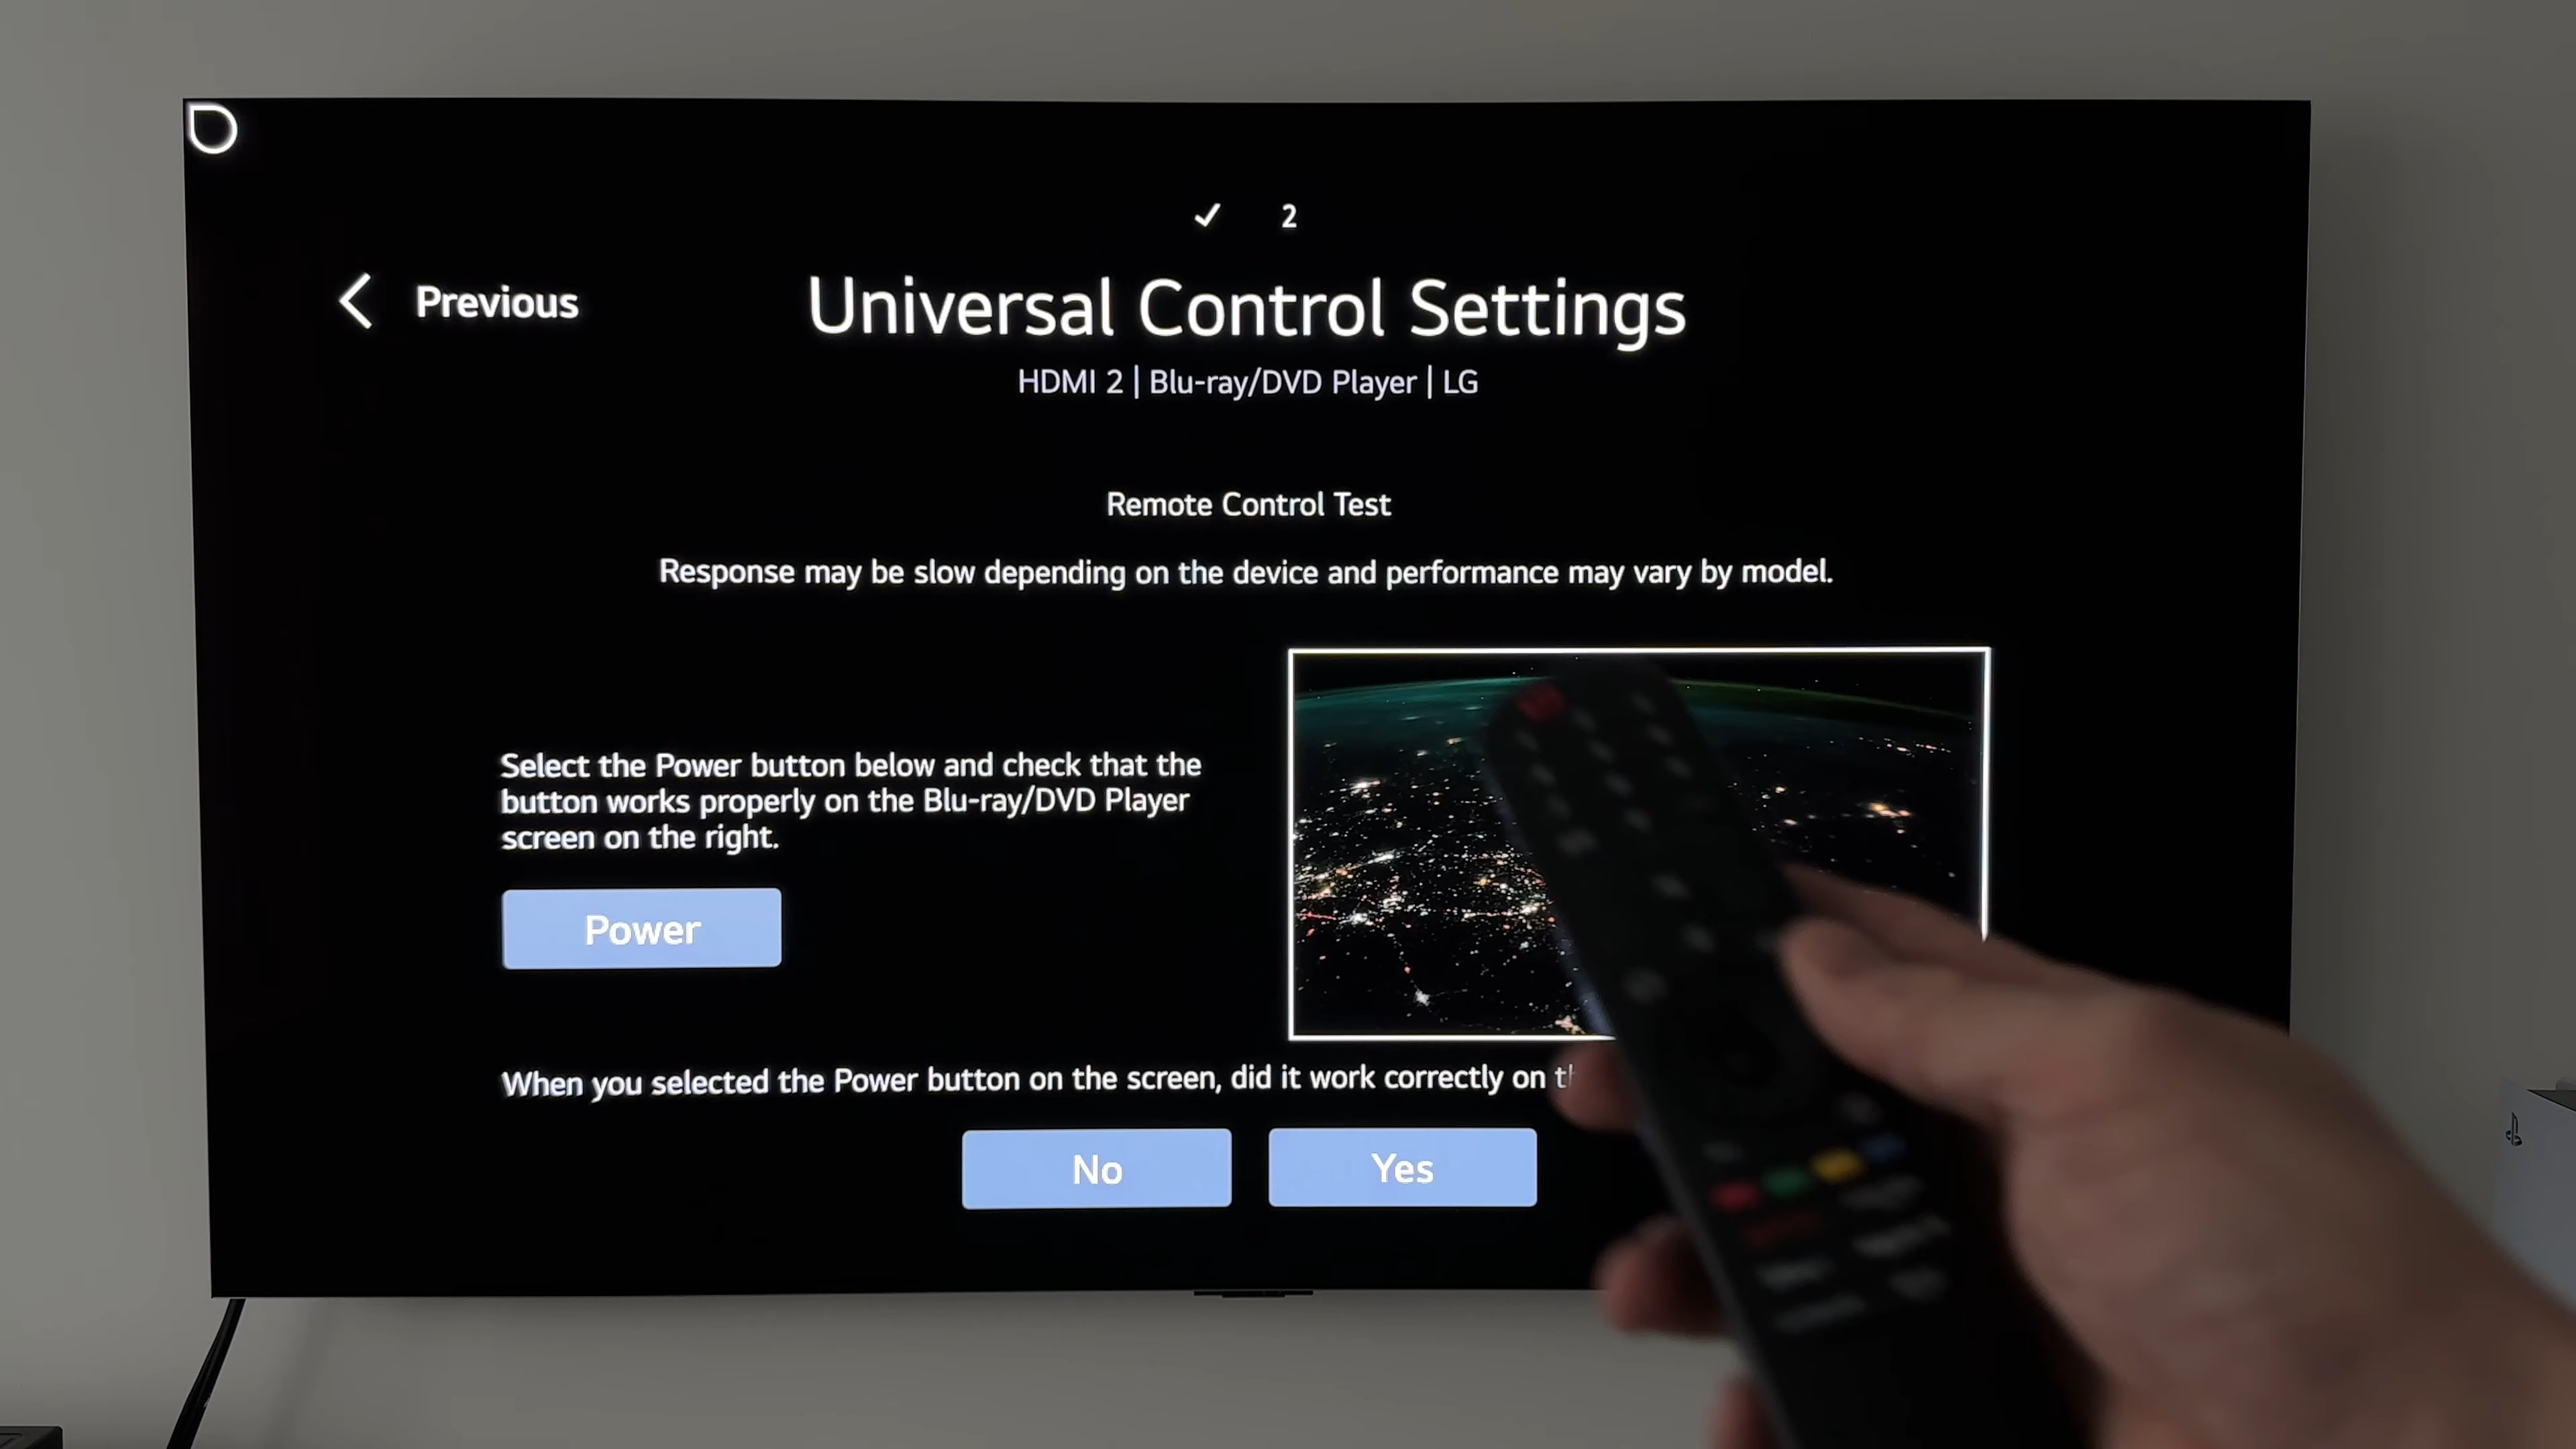 ✓ 2
Previous
Universal Control Settings
HDMI 2 | Blu-ray/DVD Player | LG
Remote Control Test
Response may be slow depending on the device and performance may vary by model.
Select the Power button below and check that the
button works properly on the Blu-ray/DVD Player
screen on the right.
Power
When you selected the Power button on the screen, did it work correctly on
No
Yes